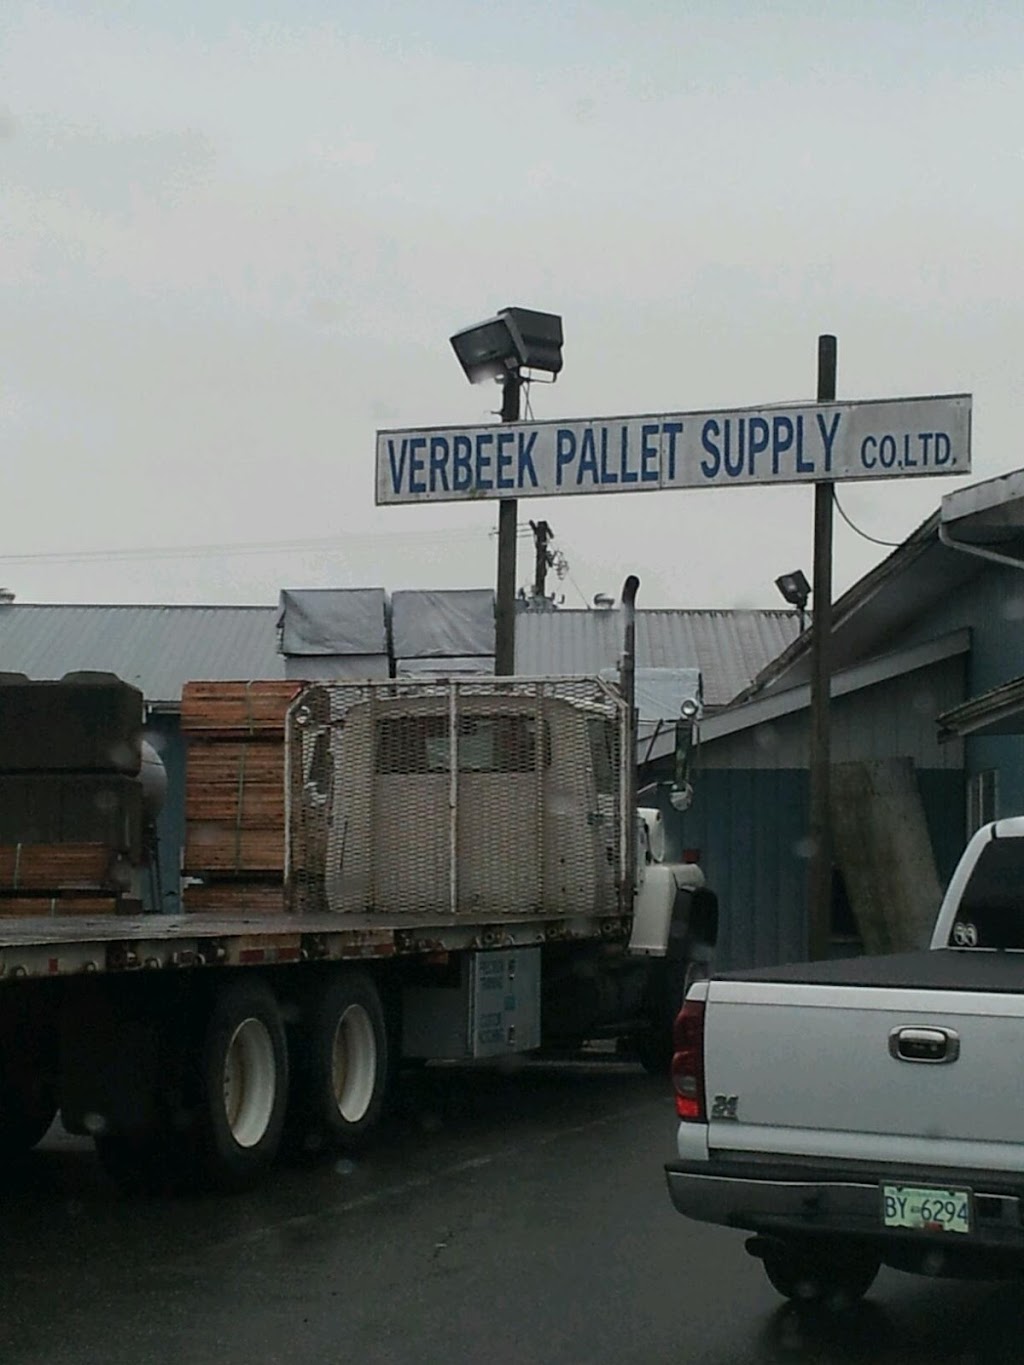 VERBEEK PALLET SUPPLY CO.LTD.
BY 6294